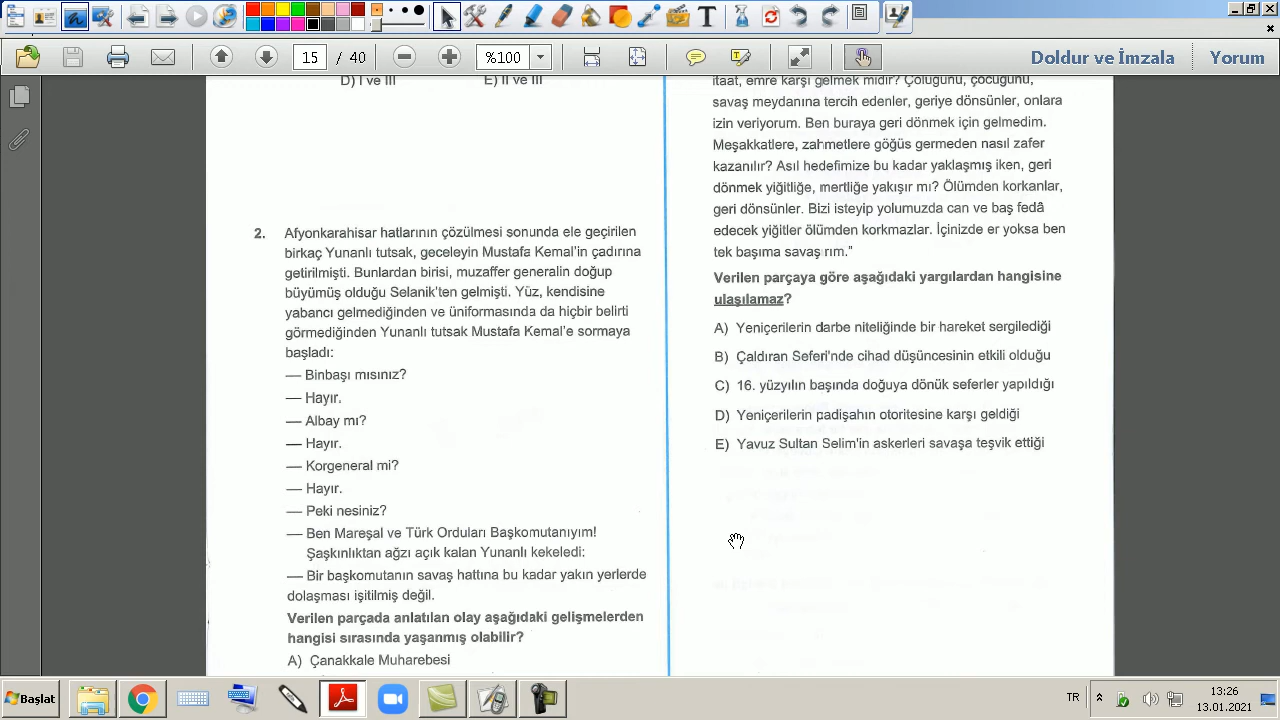 15 / 40
%100
Doldur ve İmzala
Yorum
D) I ve III
E) II ve III
2. Afyonkarahisar hatlarının çözülmesi sonunda ele geçirilen
birkaç Yunanlı tutsak, geceleyin Mustafa Kemal'in çadırına
getirilmişti. Bunlardan birisi, muzaffer generalin doğup
büyümüş olduğu Selanik'ten gelmişti. Yüz, kendisine
yabancı gelmediğinden ve üniformasında da hiçbir belirti
görmediğinden Yunanlı tutsak Mustafa Kemal'e sormaya
başladı:
— Binbaşı mısınız?
— Hayır.
— Albay mı?
— Hayır.
— Korgeneral mi?
— Hayır.
— Peki nesiniz?
— Ben Mareşal ve Türk Orduları Başkomutanıyım!
Şaşkınlıktan ağzı açık kalan Yunanlı kekeledi:
— Bir başkomutanın savaş hattına bu kadar yakın yerlerde
dolaşması işitilmiş değil.
Verilen parçada anlatılan olay aşağıdaki gelişmelerden
hangisi sırasında yaşanmış olabilir?
A) Çanakkale Muharebesi
itaat, emre karşı gelmek midir? Çoluğunu, çocuğunu,
savaş meydanına tercih edenler, geriye dönsünler, onlara
izin veriyorum. Ben buraya geri dönmek için gelmedim.
Meşakkatlere, zahmetlere göğüs germeden nasıl zafer
kazanılır? Asıl hedefimize bu kadar yaklaşmış iken, geri
dönmek yiğitliğe, mertliğe yakışır mı? Ölümden korkanlar,
geri dönsünler. Bizi isteyip yolumuzda can ve baş fedâ
edecek yiğitler ölümden korkmazlar. İçinizde er yoksa ben
tek başıma savaş rım."
Verilen parçaya göre aşağıdaki yargılardan hangisine
ulaşılamaz?
A) Yeniçerilerin darbe niteliğinde bir hareket sergilediği
B) Çaldıran Seferi'nde cihad düşüncesinin etkili olduğu
C) 16. yüzyılın başında doğuya dönük seferler yapıldığı
D) Yeniçerilerin padişahın otoritesine karşı geldiği
E) Yavuz Sultan Selim'in askerleri savaşa teşvik ettiği
Başlat
TR
13:26
13.01.2021